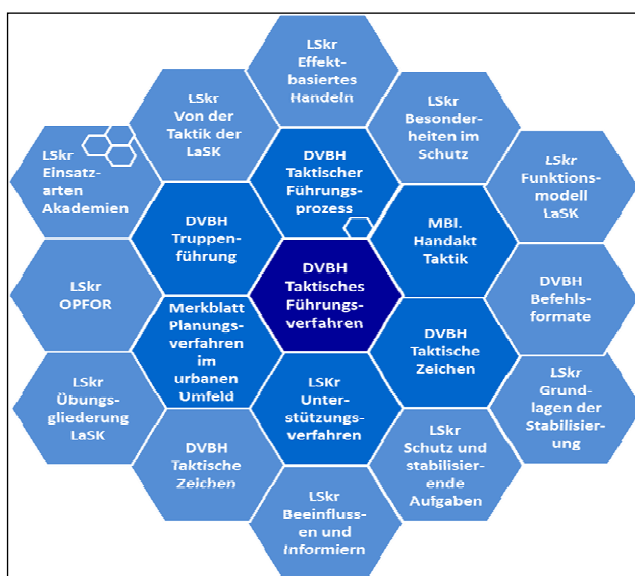 LSkr
Effekt-
basiertes
Handeln
LSkr
Von der
Taktik der
LaSK
LSkr
Besonder-
heiten im
Schutz
LSkr
Einsatz-
arten
Akademien
DVBH
Taktischer
Führungs-
prozess
LSkr
Funktions-
modell
LaSK
DVBH
Truppen-
führung
MBl.
Handakt
Taktik
LSkr
OPFOR
DVBH
Taktisches
Führungs-
verfahren
DVBH
Befehls-
formate
Merkblatt
Planungs-
verfahren
im
urbanen
Umfeld
DVBH
Taktische
Zeichen
LSkr
Übungs-
gliederung
LaSK
LSKr
Unter-
stützungs-
verfahren
LSkr
Grund-
lagen der
Stabilisier-
ung
DVBH
Taktische
Zeichen
LSkr
Schutz und
stabilisier-
ende
Aufgaben
LSkr
Beeinfluss-
en und
Informiern